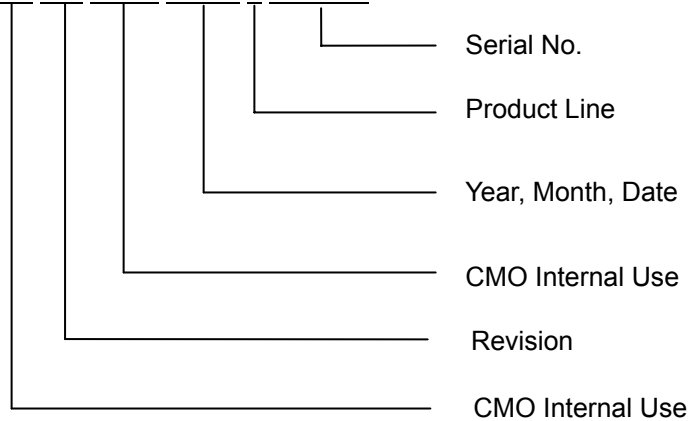 Serial No.
Product Line
Year, Month, Date
CMO Internal Use
Revision
CMO Internal Use